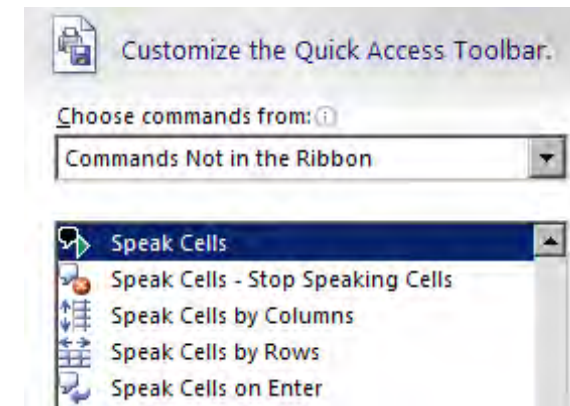 Customize the Quick Access Toolbar.
Choose commands from:
Commands Not in the Ribbon
Speak Cells
Speak Cells - Stop Speaking Cells
Speak Cells by Columns
Speak Cells by Rows
Speak Cells on Enter